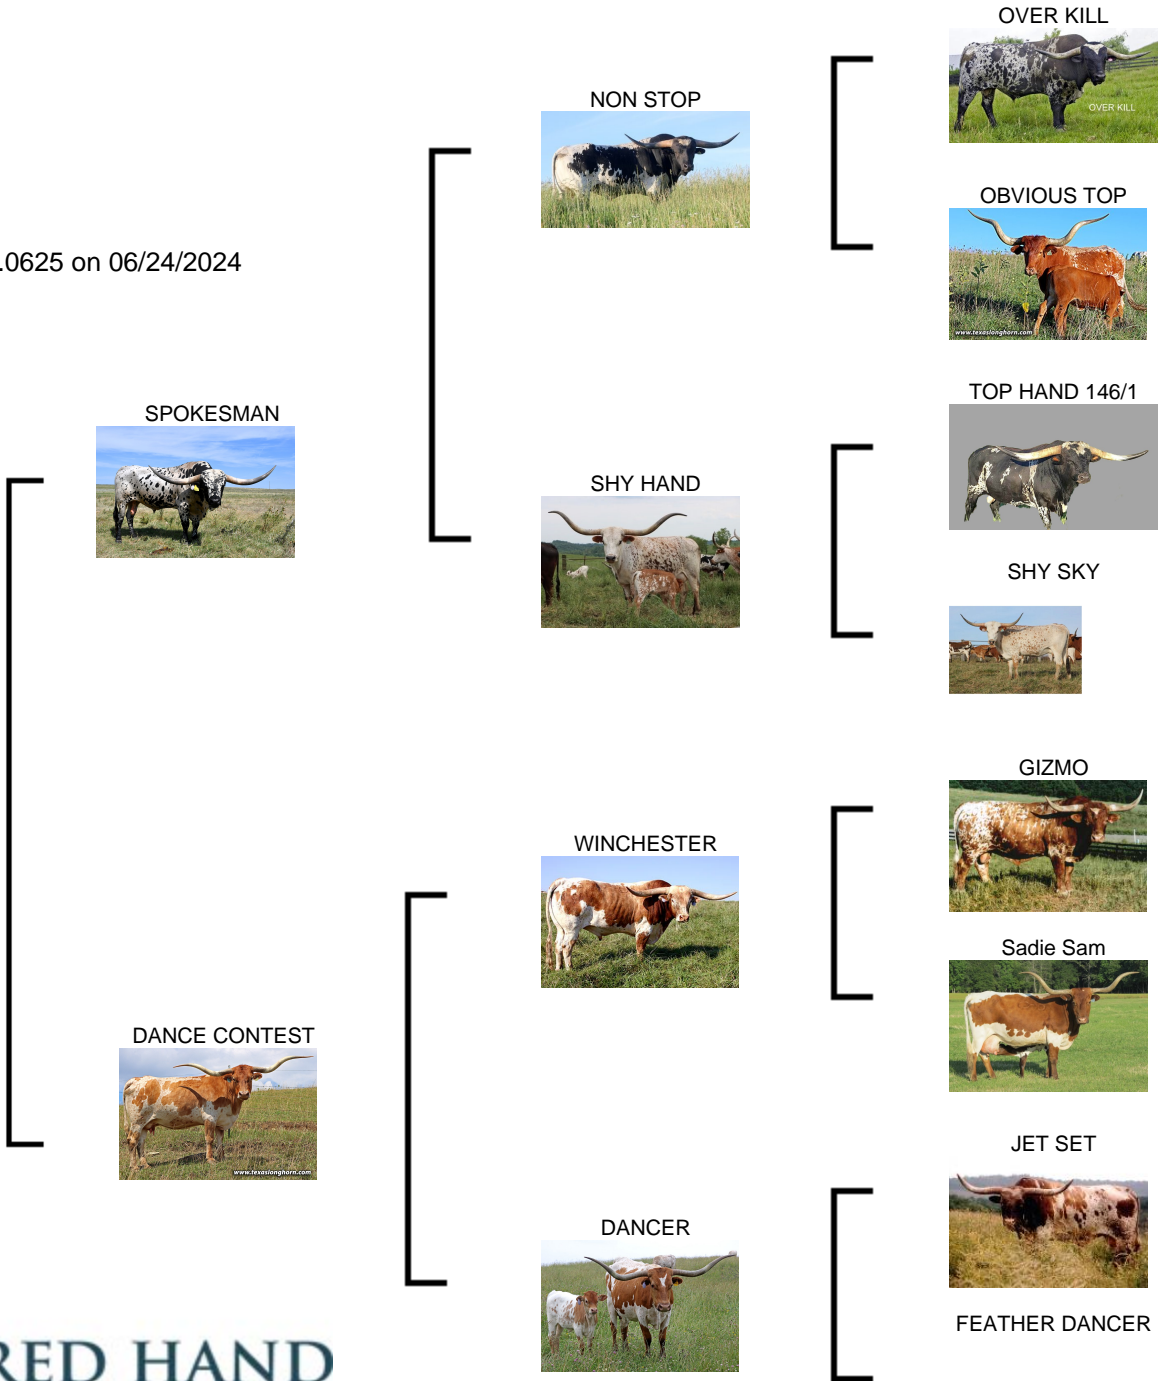 OVER KILL
OVER KILL
NON STOP
OBVIOUS TOP
www.texaslonghorn.com
.0625 on 06/24/2024
TOP HAND 146/1
SPOKESMAN
SHY HAND
SHY SKY
GIZMO
WINCHESTER
Sadie Sam
DANCE CONTEST
www.texaslonghorn.com
JET SET
DANCER
FEATHER DANCER
RED HAND